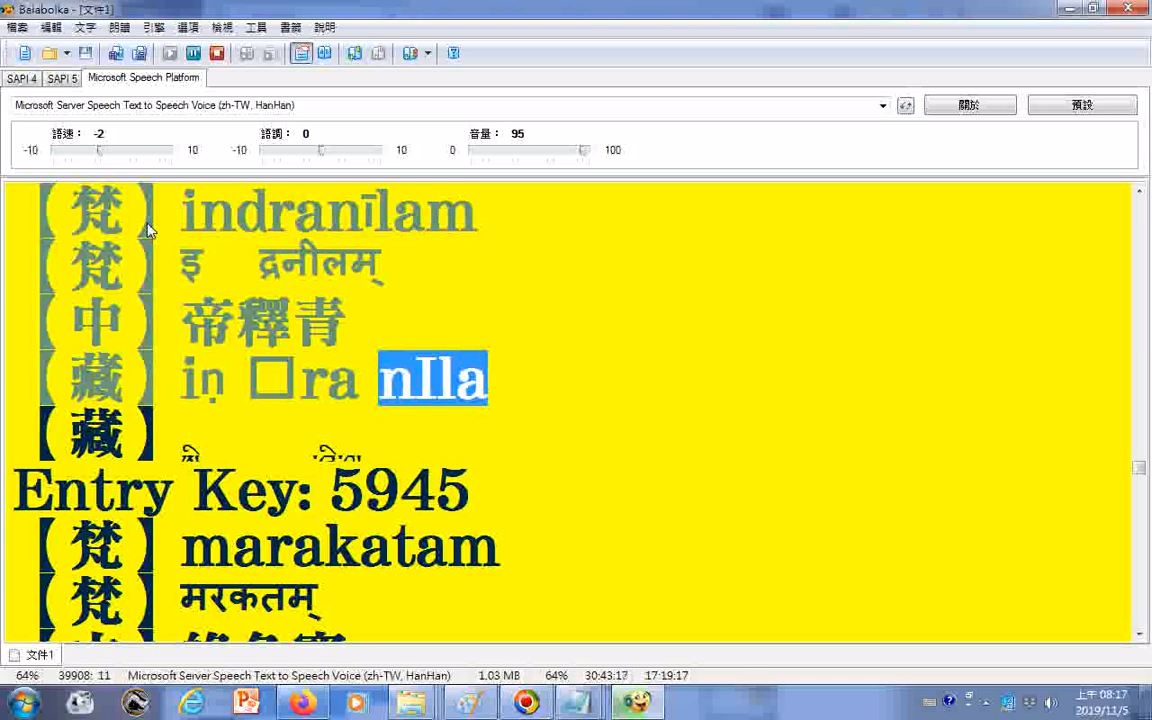 Balabolka - [文件1]
檔案 編輯 文字 朗讀 引擎 選項 檢視 工具 書籤 說明
SAPI 4 SAPI 5 Microsoft Speech Platform
Microsoft Server Speech Text to Speech Voice (zh-TW, HanHan) 關於 預設
語速： -2 語調： 0 音量： 95
-10 10 -10 10 0 100
【梵】 indranīlam
【梵】 इ द्रनीलम्
【中】 帝釋青
【藏】 iṇ □ra nIla
【藏】
Entry Key: 5945
【梵】 marakatam
【梵】 मरकतम्
文件1
64% 39908: 11 Microsoft Server Speech Text to Speech Voice (zh-TW, HanHan) 1.03 MB 64% 30:43:17 17:19:17
上午 08:17
2019/11/5